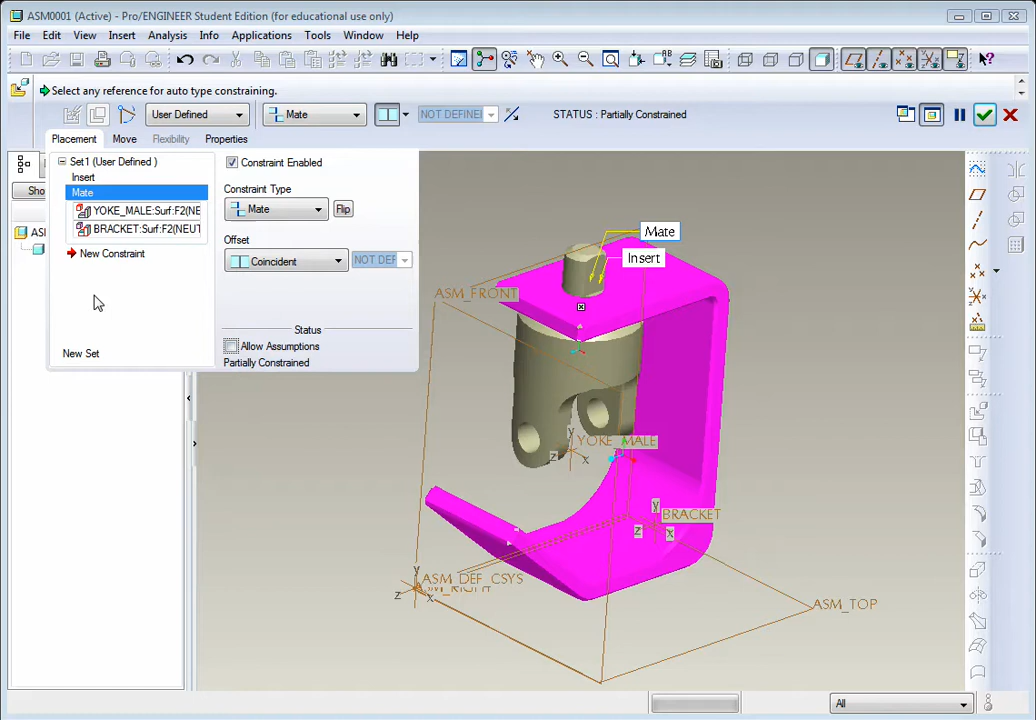 ASM0001 (Active) - Pro/ENGINEER Student Edition (for educational use only)
File Edit View Insert Analysis Info Applications Tools Window Help
Select any reference for auto type constraining.
User Defined Mate NOT DEFINE STATUS : Partially Constrained
Placement Move Flexibility Properties
Set1 (User Defined )
Insert
Mate
YOKE_MALE:Surf:F2(NE
BRACKET:Surf:F2(NEUT
New Constraint
New Set
Constraint Enabled
Constraint Type
Mate Flip
Offset
Coincident NOT DEF
Status
Allow Assumptions
Partially Constrained
Sho
AS
Mate
Insert
ASM_FRONT
YOKE_MALE
z y x
BRACKET
y z x
ASM_DEF_CSYS
ASM_RIGHT
y z x
ASM_TOP
All